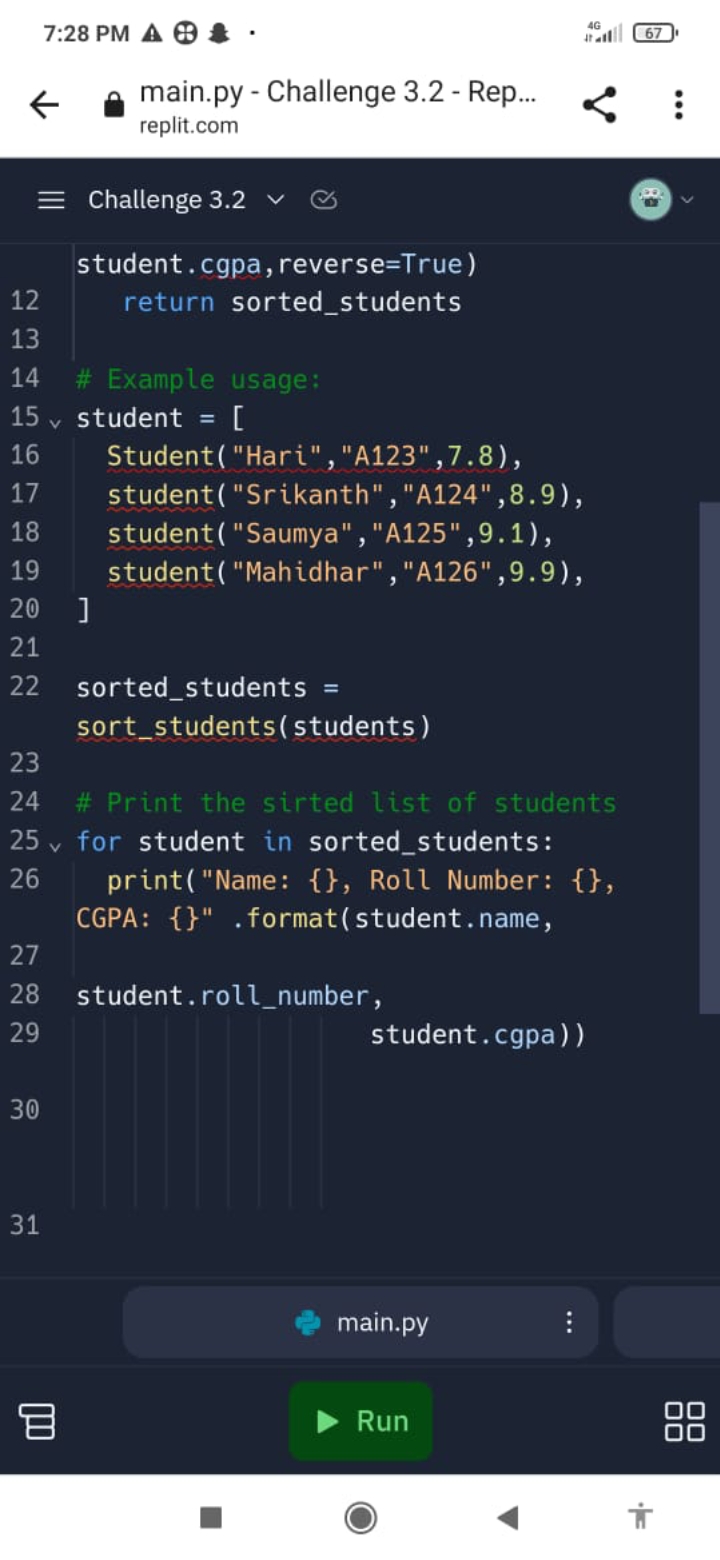 7:28 PM
4G
67
main.py - Challenge 3.2 - Rep...
replit.com
Challenge 3.2
student.cgpa,reverse=True)
12 return sorted_students
13
14 # Example usage:
15 student = [
16 Student("Hari","A123",7.8),
17 student("Srikanth","A124",8.9),
18 student("Saumya","A125",9.1),
19 student("Mahidhar","A126",9.9),
20 ]
21
22 sorted_students =
sort_students(students)
23
24 # Print the sirted list of students
25 for student in sorted_students:
26 print("Name: {}, Roll Number: {},
CGPA: {}" .format(student.name,
27
28 student.roll_number,
29 student.cgpa))
30
31
main.py
Run